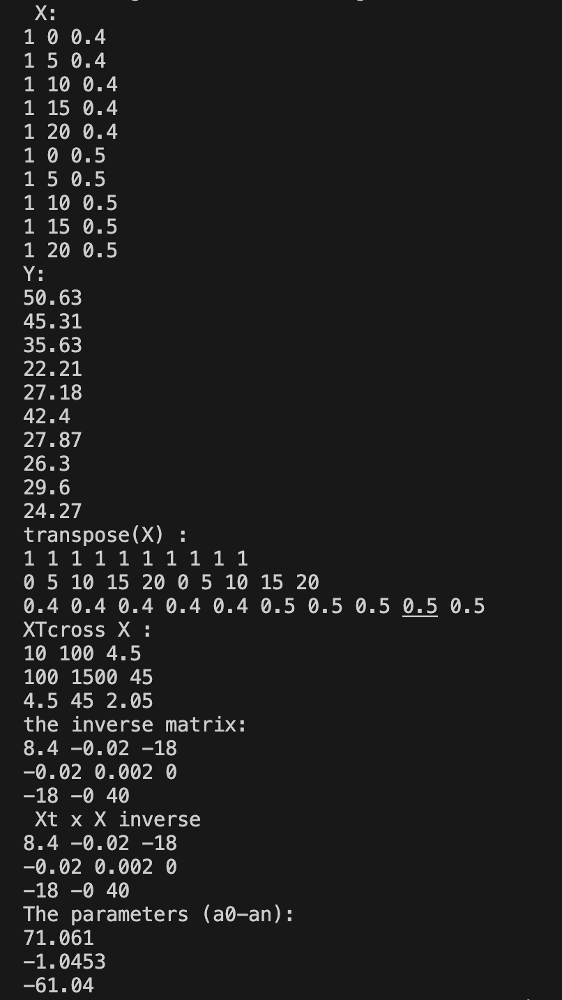 X:
1 0 0.4
1 5 0.4
1 10 0.4
1 15 0.4
1 20 0.4
1 0 0.5
1 5 0.5
1 10 0.5
1 15 0.5
1 20 0.5
Y:
50.63
45.31
35.63
22.21
27.18
42.4
27.87
26.3
29.6
24.27
transpose(X) :
1 1 1 1 1 1 1 1 1 1
0 5 10 15 20 0 5 10 15 20
0.4 0.4 0.4 0.4 0.4 0.5 0.5 0.5 0.5 0.5
XTcross X :
10 100 4.5
100 1500 45
4.5 45 2.05
the inverse matrix:
8.4 -0.02 -18
-0.02 0.002 0
-18 -0 40
Xt x X inverse
8.4 -0.02 -18
-0.02 0.002 0
-18 -0 40
The parameters (a0-an):
71.061
-1.0453
-61.04